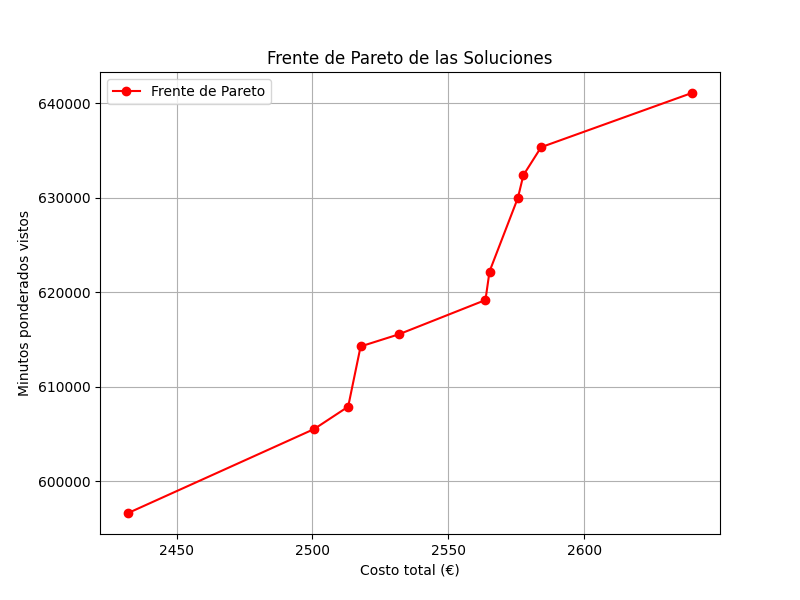 Frente de Pareto de las Soluciones
Frente de Pareto
640000
630000
620000
610000
600000
Minutos ponderados vistos
2450 2500 2550 2600
Costo total (€)